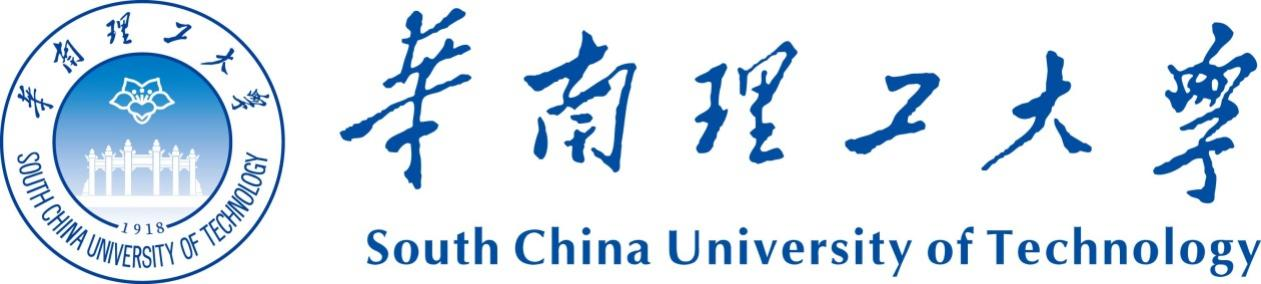 華南理工大學
1918
SOUTH CHINA UNIVERSITY OF TECHNOLOGY
華南理工大學
South China University of Technology